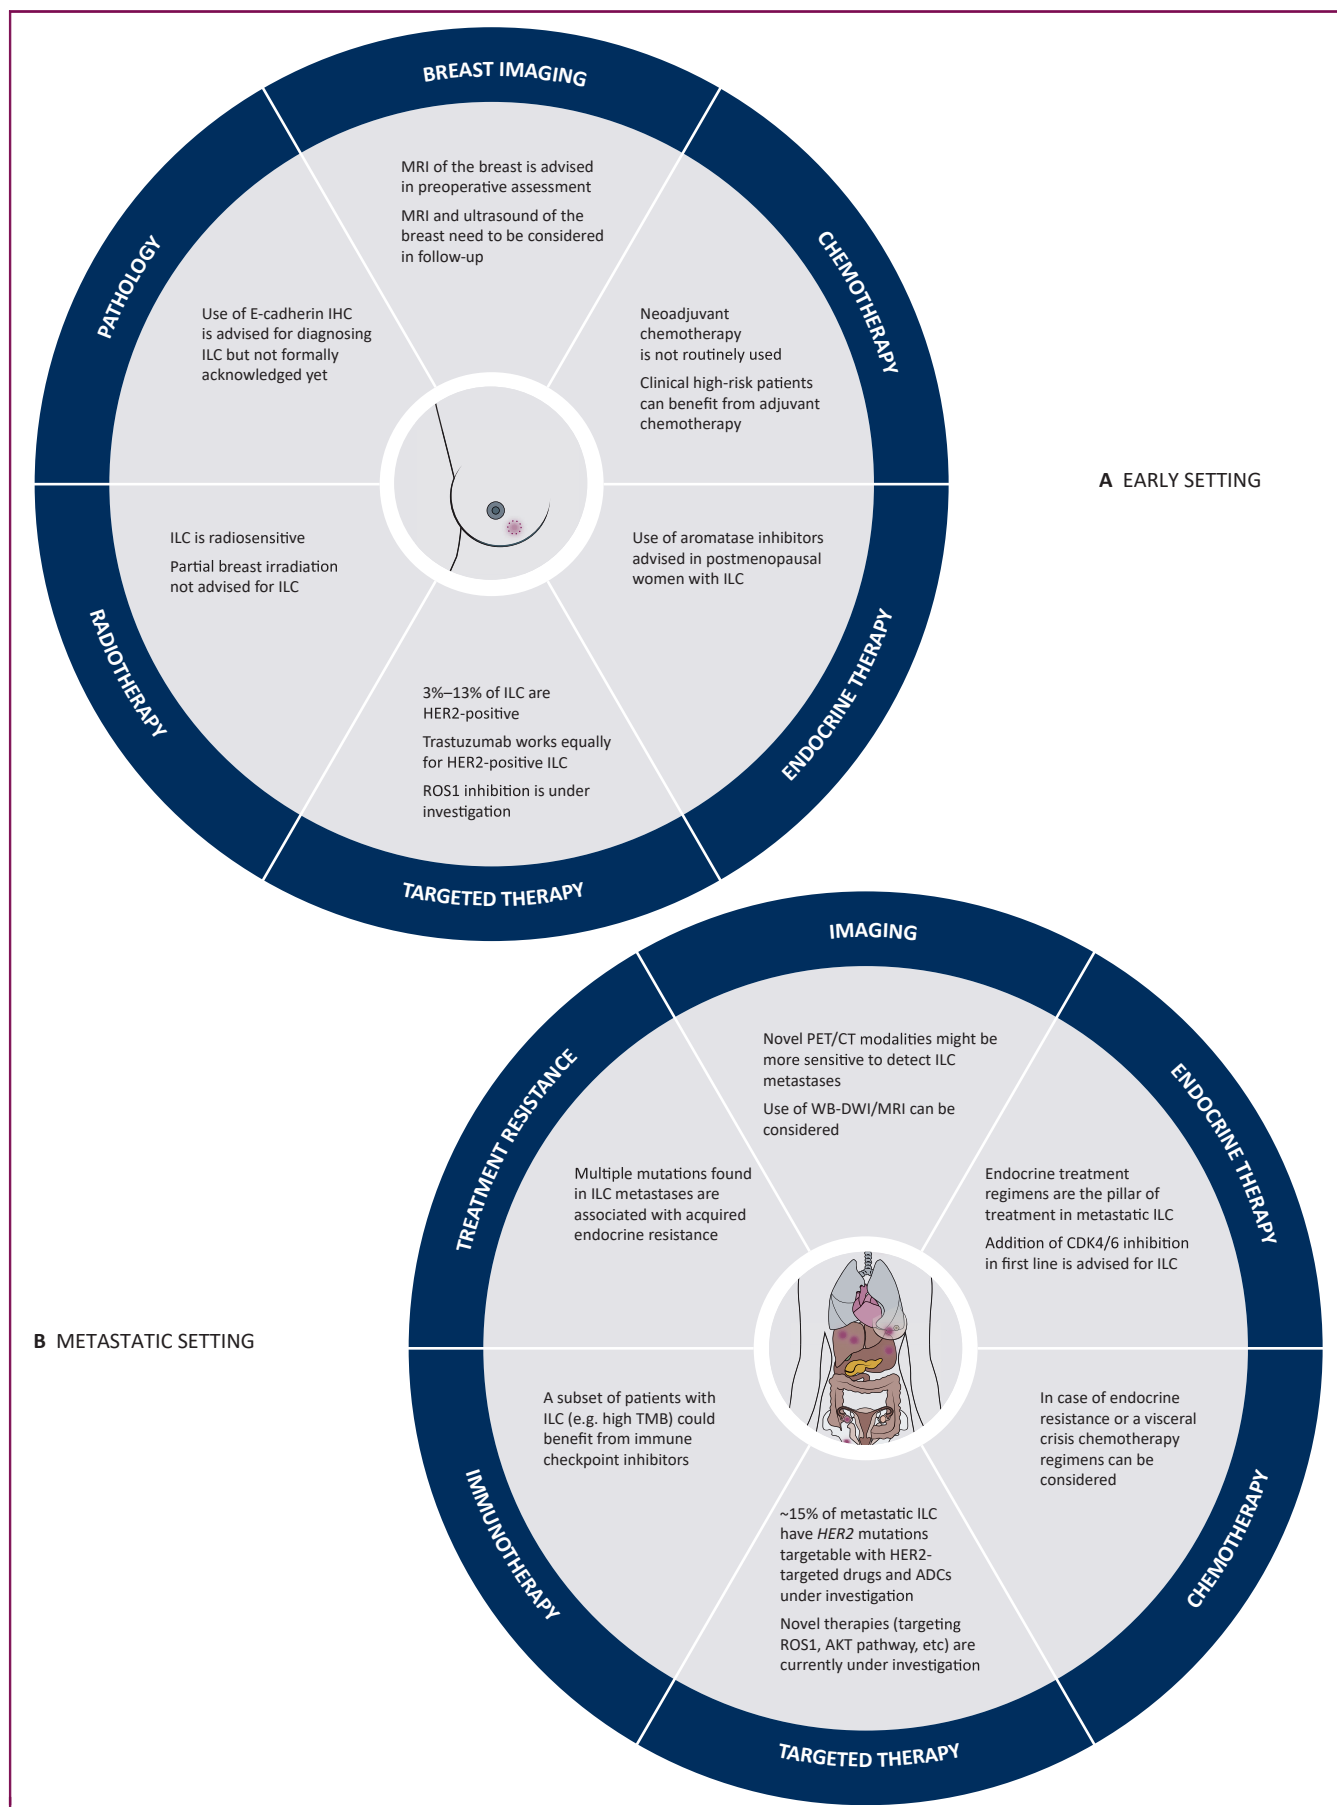 BREAST IMAGING
MRI of the breast is advised
in preoperative assessment
MRI and ultrasound of the
breast need to be considered
in follow-up
CHEMOTHERAPY
Neoadjuvant
chemotherapy
is not routinely used
Clinical high-risk patients
can benefit from adjuvant
chemotherapy
PATHOLOGY
Use of E-cadherin IHC
is advised for diagnosing
ILC but not formally
acknowledged yet
A EARLY SETTING
RADIOTHERAPY
ILC is radiosensitive
Partial breast irradiation
not advised for ILC
ENDOCRINE THERAPY
Use of aromatase inhibitors
advised in postmenopausal
women with ILC
3%–13% of ILC are
HER2-positive
Trastuzumab works equally
for HER2-positive ILC
ROS1 inhibition is under
investigation
TARGETED THERAPY
IMAGING
Novel PET/CT modalities might be
more sensitive to detect ILC
metastases
Use of WB-DWI/MRI can be
considered
TREATMENT RESISTANCE
Multiple mutations found
in ILC metastases are
associated with acquired
endocrine resistance
ENDOCRINE THERAPY
Endocrine treatment
regimens are the pillar of
treatment in metastatic ILC
Addition of CDK4/6 inhibition
in first line is advised for ILC
B METASTATIC SETTING
IMMUNOTHERAPY
A subset of patients with
ILC (e.g. high TMB) could
benefit from immune
checkpoint inhibitors
CHEMOTHERAPY
In case of endocrine
resistance or a visceral
crisis chemotherapy
regimens can be
considered
~15% of metastatic ILC
have HER2 mutations
targetable with HER2-
targeted drugs and ADCs
under investigation
Novel therapies (targeting
ROS1, AKT pathway, etc) are
currently under investigation
TARGETED THERAPY